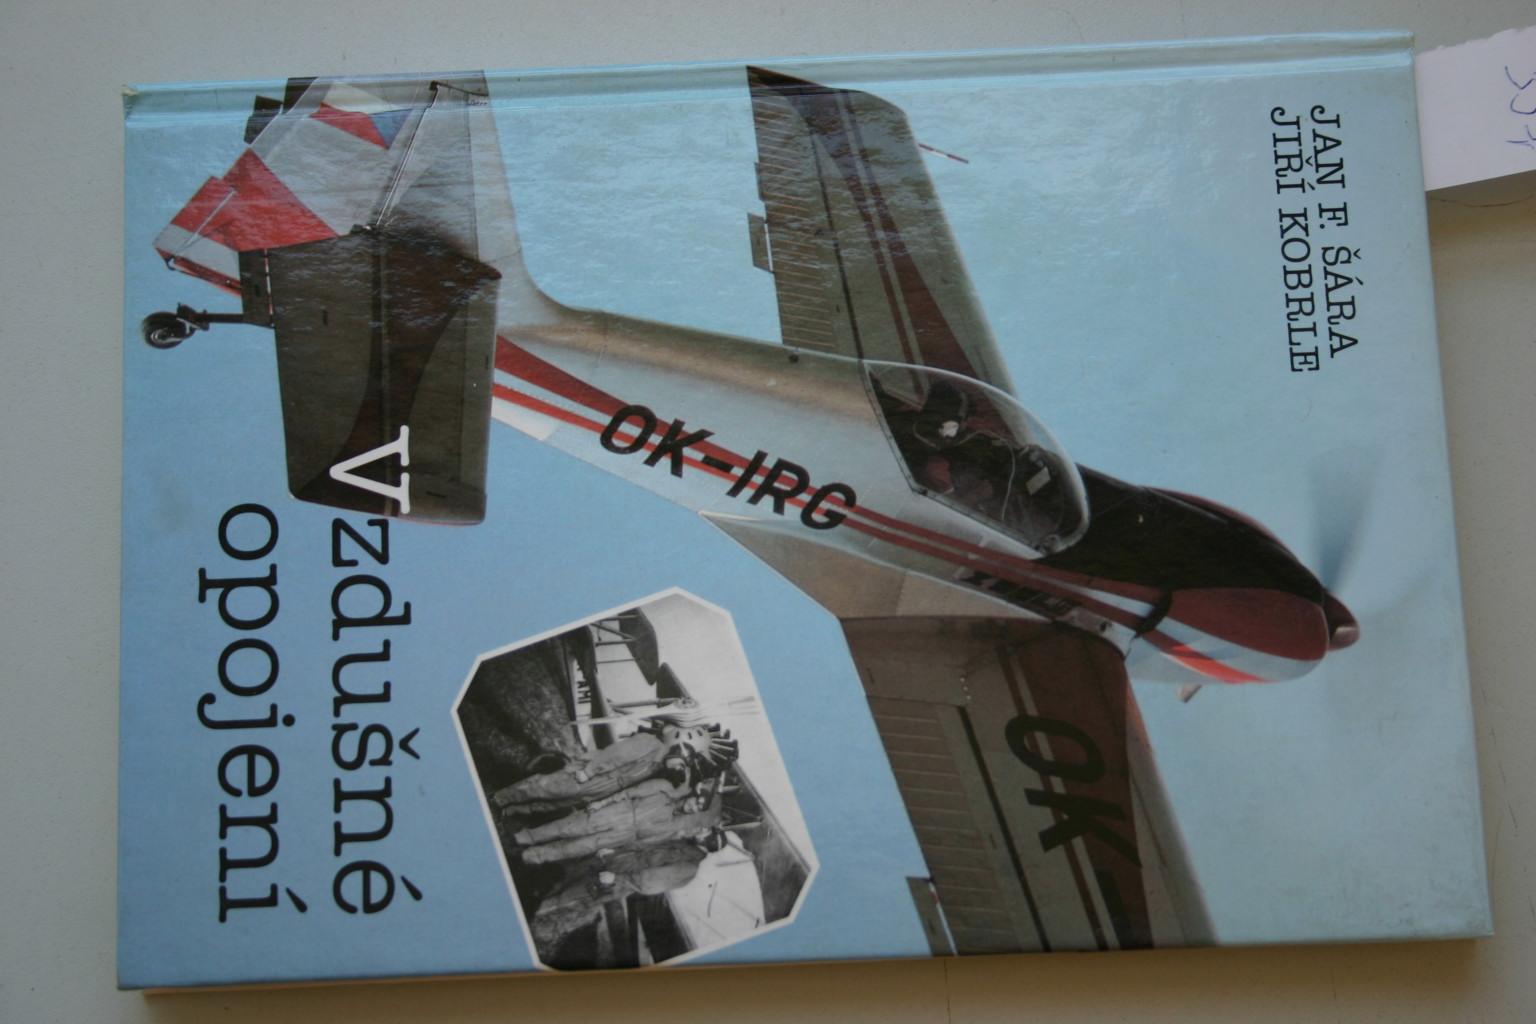 JAN F. ŠÁRA
JIŘÍ KOBRLE
OK-IRG
OK-
Vzdušné
opojení